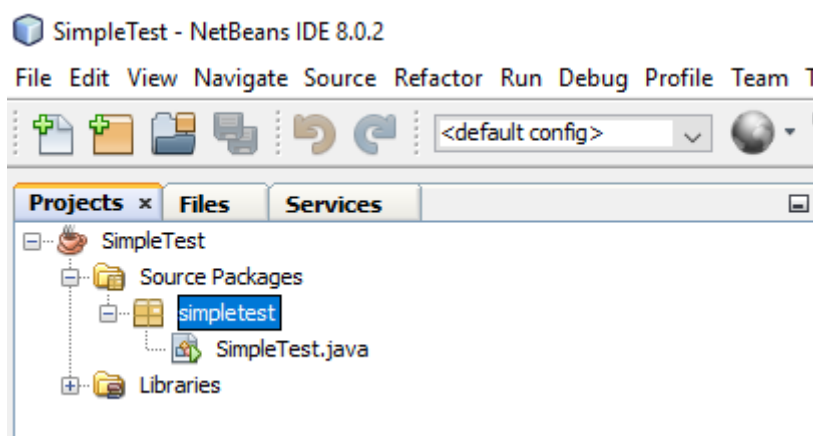 SimpleTest - NetBeans IDE 8.0.2
File Edit View Navigate Source Refactor Run Debug Profile Team
<default config>
Projects × Files Services
SimpleTest
Source Packages
simpletest
SimpleTest.java
Libraries